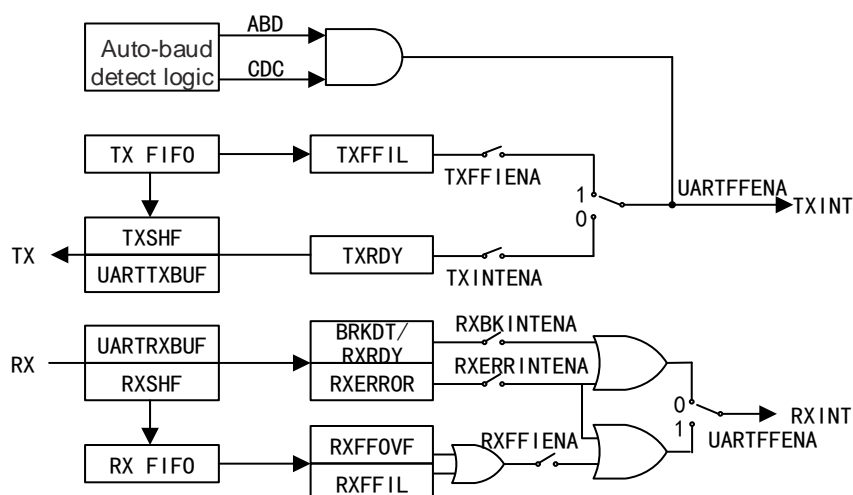 ABD
Auto-baud
detect logic
CDC
TX FIFO
TXFFIL
TXFFIENA
1
0
UARTFFENA
TXINT
TX
TXSHF
UARTTXBUF
TXRDY
TXINTENA
RX
UARTRXBUF
RXSHF
BRKDT/
RXRDY
RXERROR
RXBKINTENA
RXERRINTENA
0
1
RXINT
UARTFFENA
RX FIFO
RXFFOVF
RXFFIL
RXFFIENA